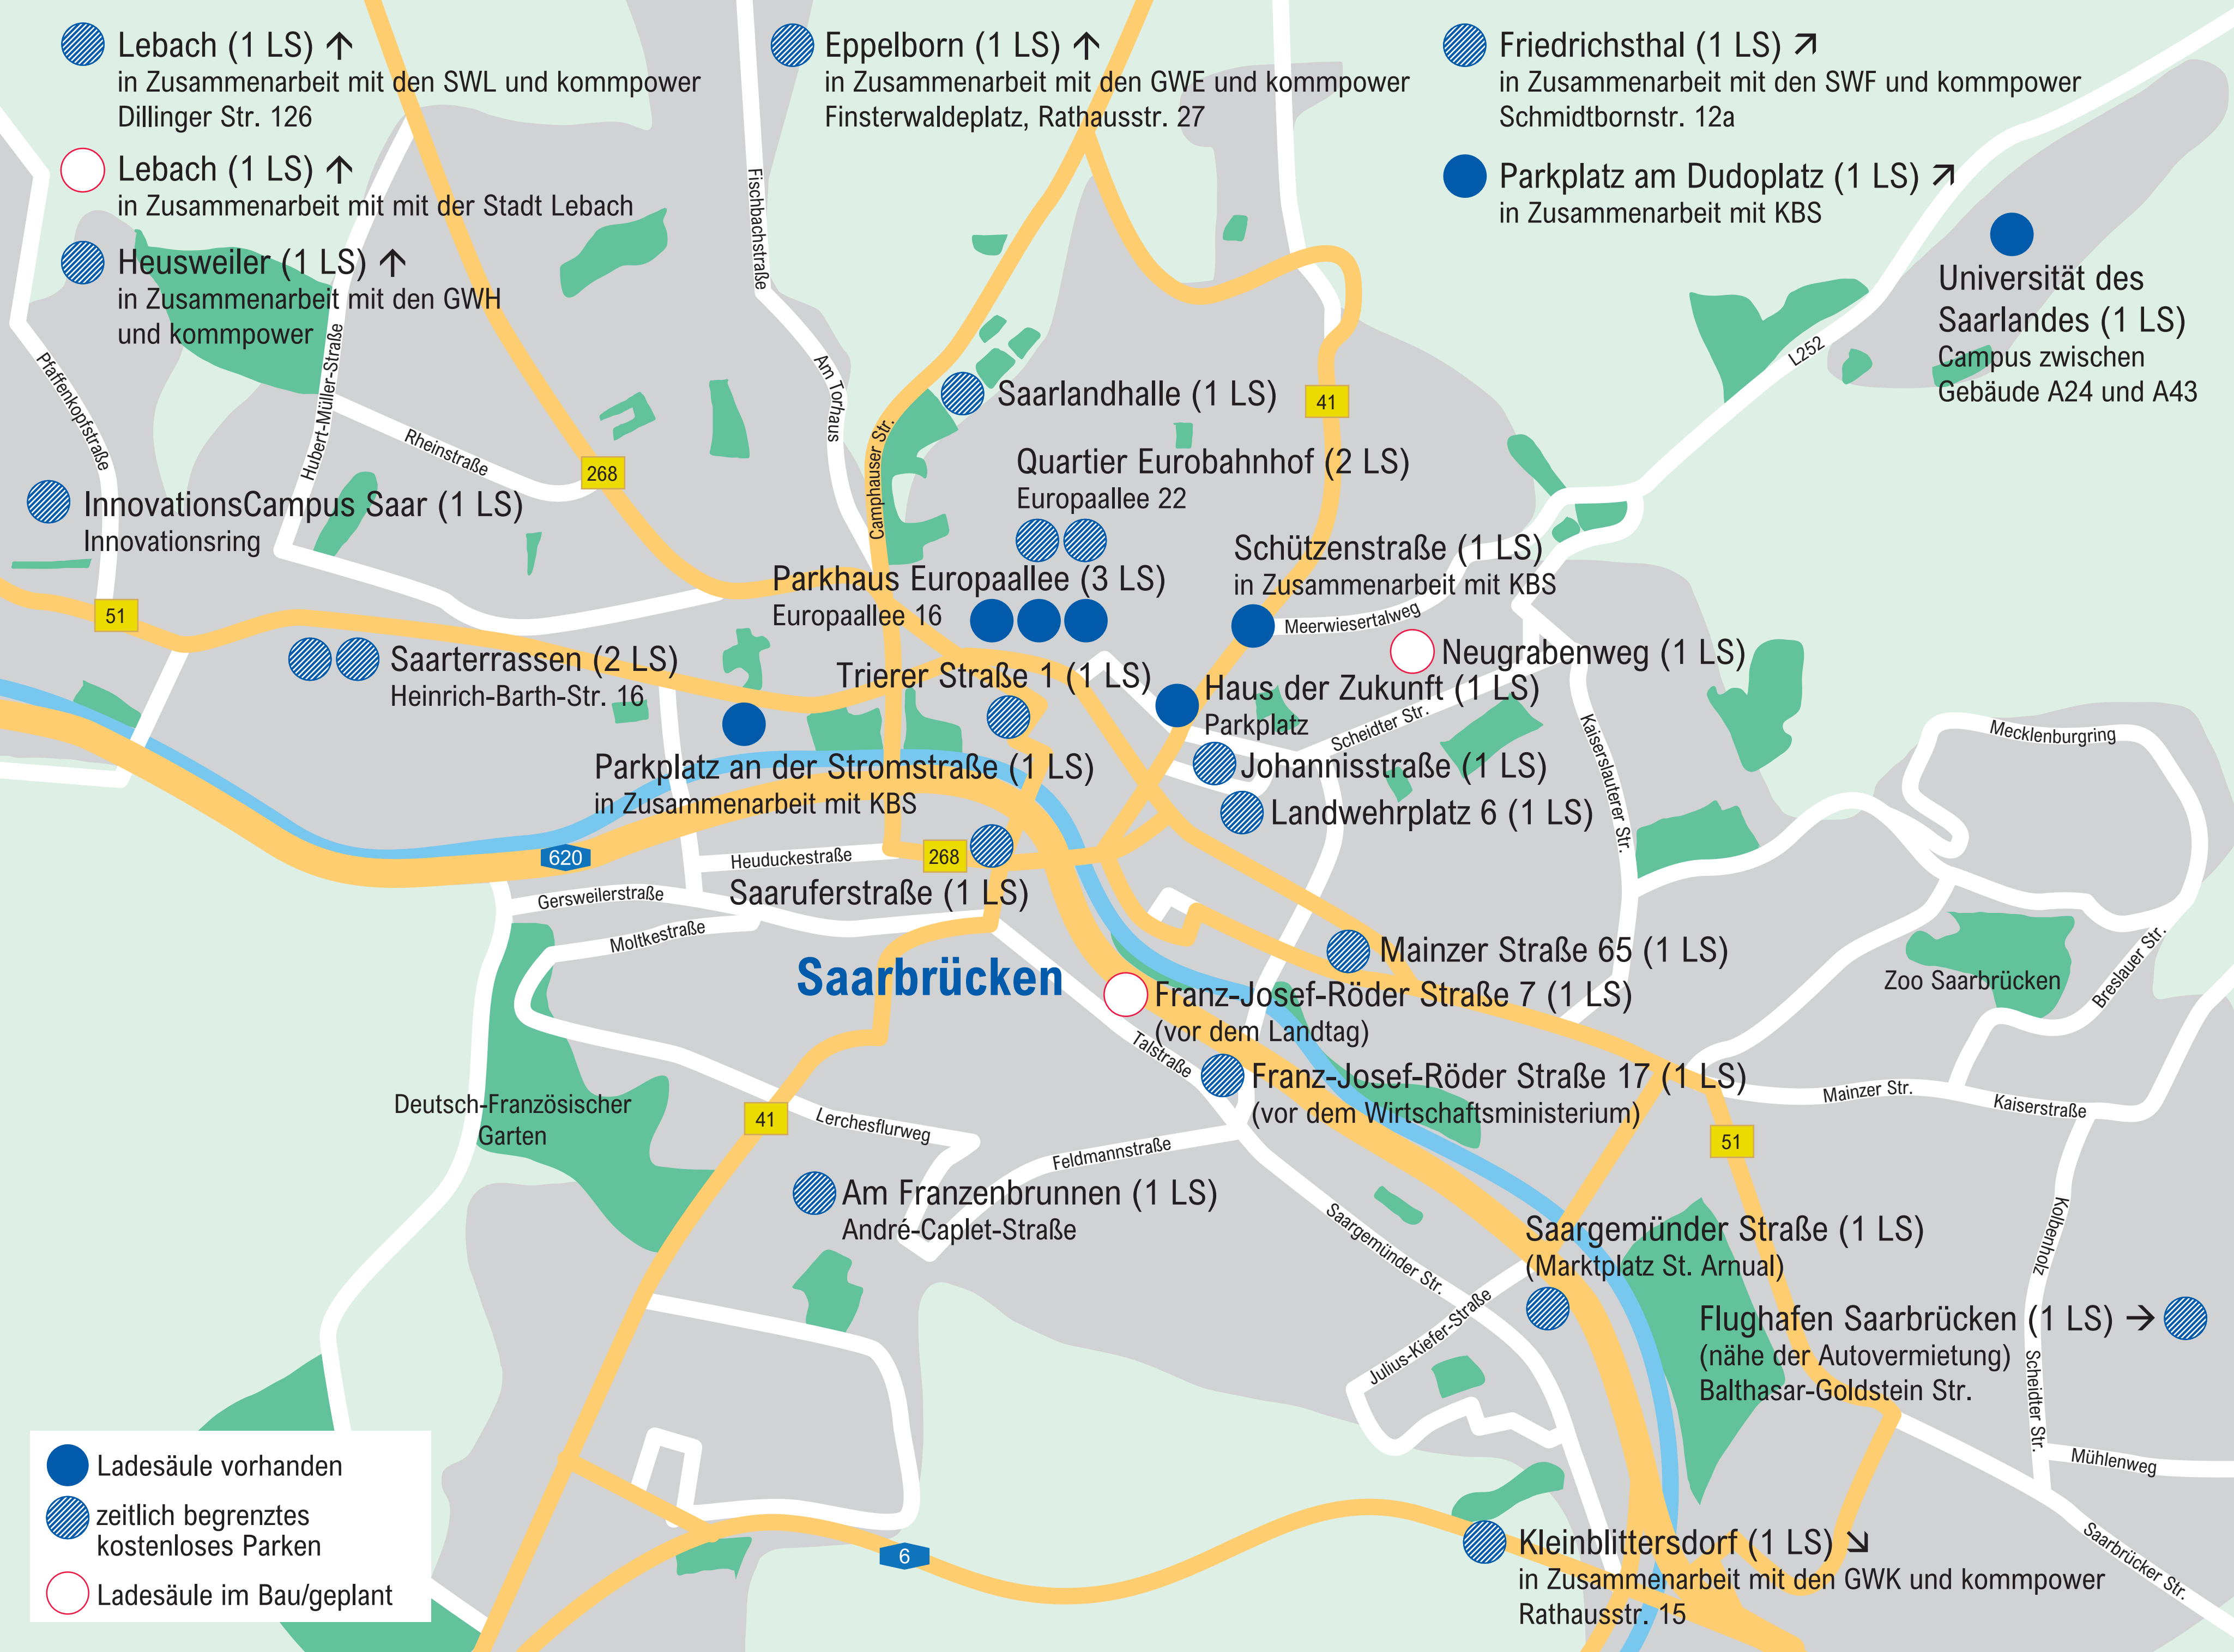 Lebach (1 LS) ↑
in Zusammenarbeit mit den SWL und kommpower
Dillinger Str. 126
Lebach (1 LS) ↑
in Zusammenarbeit mit mit der Stadt Lebach
Heusweiler (1 LS) ↑
in Zusammenarbeit mit den GWH
und kommpower
Eppelborn (1 LS) ↑
in Zusammenarbeit mit den GWE und kommpower
Finsterwaldeplatz, Rathausstr. 27
Friedrichsthal (1 LS) ↗
in Zusammenarbeit mit den SWF und kommpower
Schmidtbornstr. 12a
Parkplatz am Dudoplatz (1 LS) ↗
in Zusammenarbeit mit KBS
Universität des
Saarlandes (1 LS)
Campus zwischen
Gebäude A24 und A43
Fischbachstraße
Pfaffenkopfstraße
Hubert-Müller-Straße
Rheinstraße
Am Torhaus
Camphauser Str.
L252
268
41
Saarlandhalle (1 LS)
Quartier Eurobahnhof (2 LS)
Europaallee 22
InnovationsCampus Saar (1 LS)
Innovationsring
51
Parkhaus Europaallee (3 LS)
Europaallee 16
Schützenstraße (1 LS)
in Zusammenarbeit mit KBS
Meerwiesertalweg
Neugrabenweg (1 LS)
Saarterrassen (2 LS)
Heinrich-Barth-Str. 16
Trierer Straße 1 (1 LS)
Haus der Zukunft (1 LS)
Parkplatz
Scheidter Str.
Kaiserslauterer Str.
Mecklenburgring
Parkplatz an der Stromstraße (1 LS)
in Zusammenarbeit mit KBS
Johannisstraße (1 LS)
Landwehrplatz 6 (1 LS)
620
Heuduckestraße
268
Saaruferstraße (1 LS)
Gersweilerstraße
Moltkestraße
Saarbrücken
Mainzer Straße 65 (1 LS)
Franz-Josef-Röder Straße 7 (1 LS)
(vor dem Landtag)
Talstraße
Franz-Josef-Röder Straße 17 (1 LS)
(vor dem Wirtschaftsministerium)
Zoo Saarbrücken
Breslauer Str.
Mainzer Str.
Kaiserstraße
Deutsch-Französischer
Garten
41
Lerchesflurweg
Feldmannstraße
51
Am Franzenbrunnen (1 LS)
André-Caplet-Straße
Saargemünder Str.
Julius-Kiefer-Straße
Saargemünder Straße (1 LS)
(Marktplatz St. Arnual)
Kolbenholz
Flughafen Saarbrücken (1 LS) →
(nähe der Autovermietung)
Balthasar-Goldstein Str.
Scheidter Str.
Mühlenweg
Saarbrücker Str.
6
Kleinblittersdorf (1 LS) ↘
in Zusammenarbeit mit den GWK und kommpower
Rathausstr. 15
Ladesäule vorhanden
zeitlich begrenztes
kostenloses Parken
Ladesäule im Bau/geplant